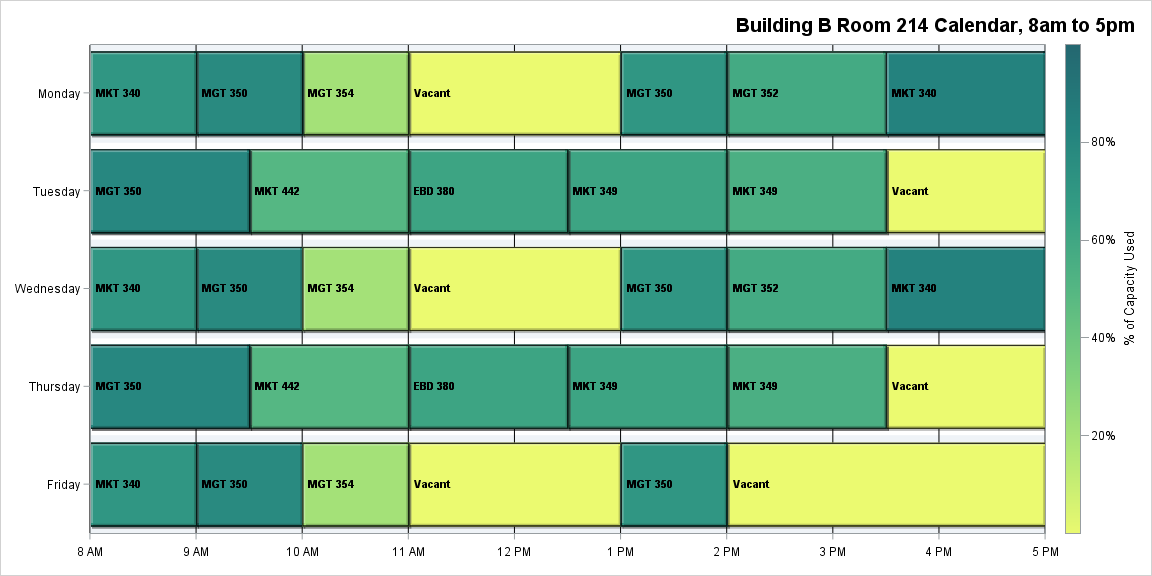 Building B Room 214 Calendar, 8am to 5pm
Monday
MKT 340 MGT 350 MGT 354 Vacant MGT 350 MGT 352 MKT 340
Tuesday
MGT 350 MKT 442 EBD 380 MKT 349 MKT 349 Vacant
Wednesday
MKT 340 MGT 350 MGT 354 Vacant MGT 350 MGT 352 MKT 340
Thursday
MGT 350 MKT 442 EBD 380 MKT 349 MKT 349 Vacant
Friday
MKT 340 MGT 350 MGT 354 Vacant MGT 350 Vacant
8 AM 9 AM 10 AM 11 AM 12 PM 1 PM 2 PM 3 PM 4 PM 5 PM
80%
60%
40%
20%
% of Capacity Used